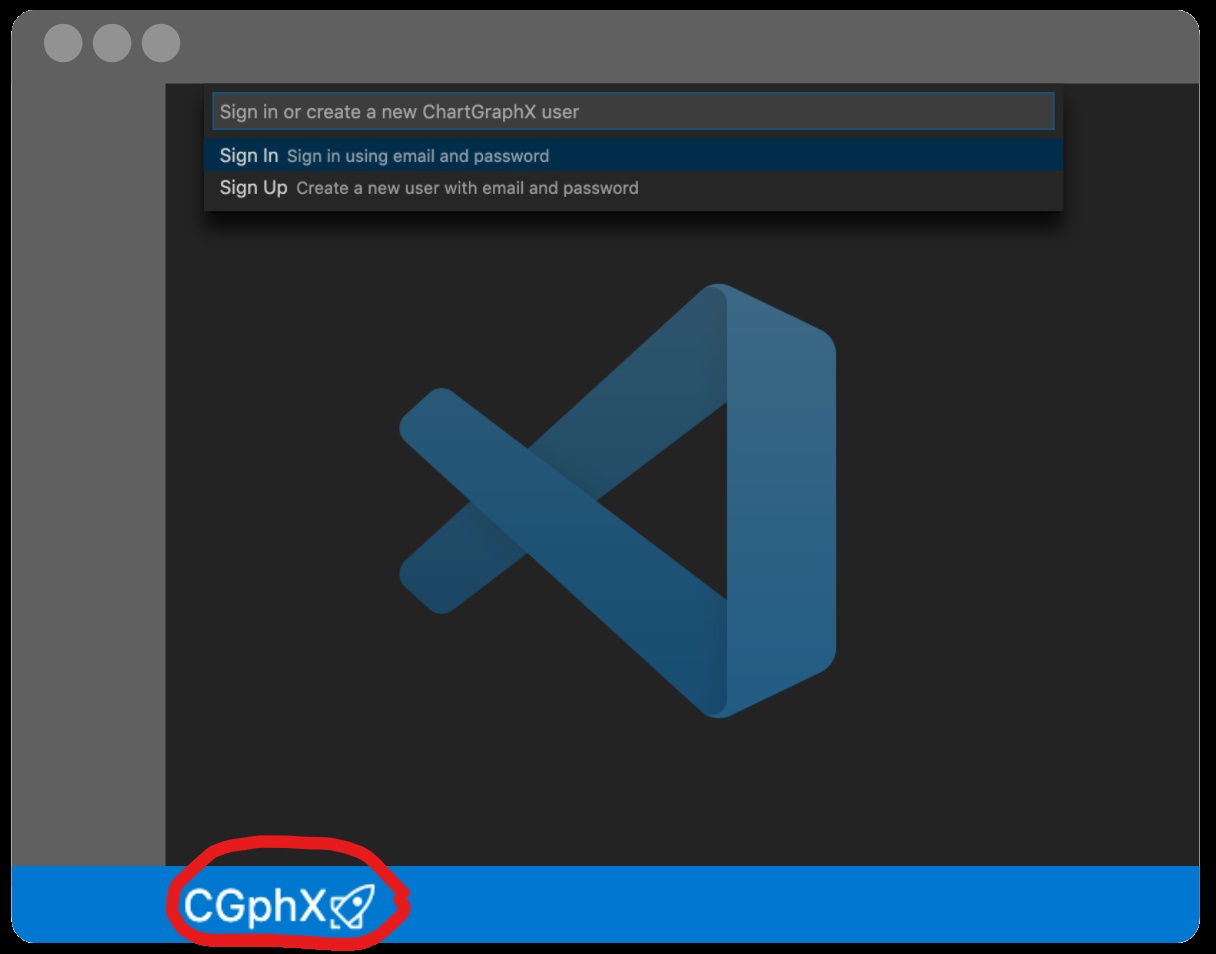 Sign in or create a new ChartGraphX user
Sign In Sign in using email and password
Sign Up Create a new user with email and password
CGphX